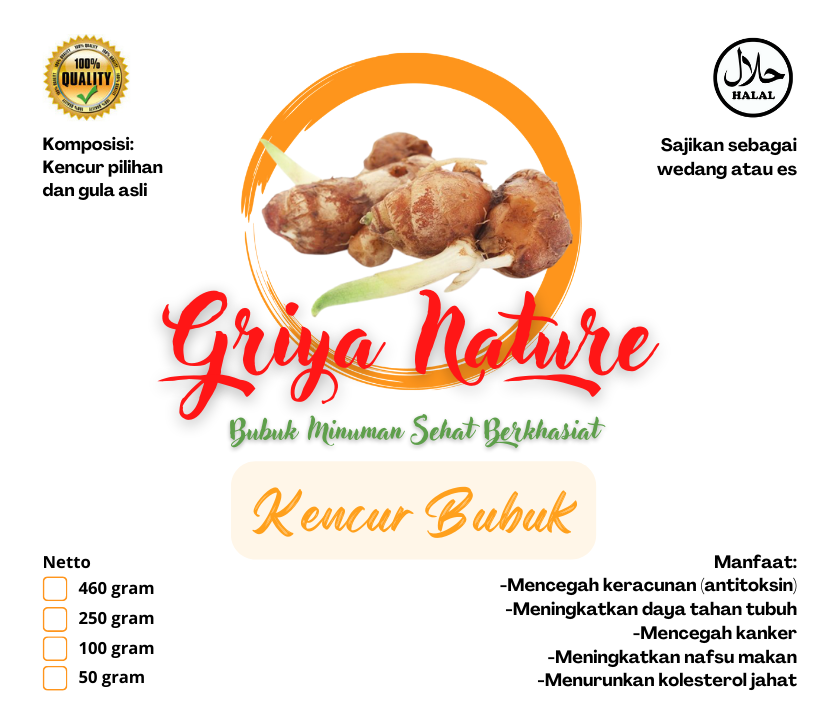 100%
QUALITY
حلال
HALAL
Komposisi:
Kencur pilihan
dan gula asli
Sajikan sebagai
wedang atau es
Griya Nature
Bubuk Minuman Sehat Berkhasiat
Kencur Bubuk
Netto
460 gram
250 gram
100 gram
50 gram
Manfaat:
-Mencegah keracunan (antitoksin)
-Meningkatkan daya tahan tubuh
-Mencegah kanker
-Meningkatkan nafsu makan
-Menurunkan kolesterol jahat